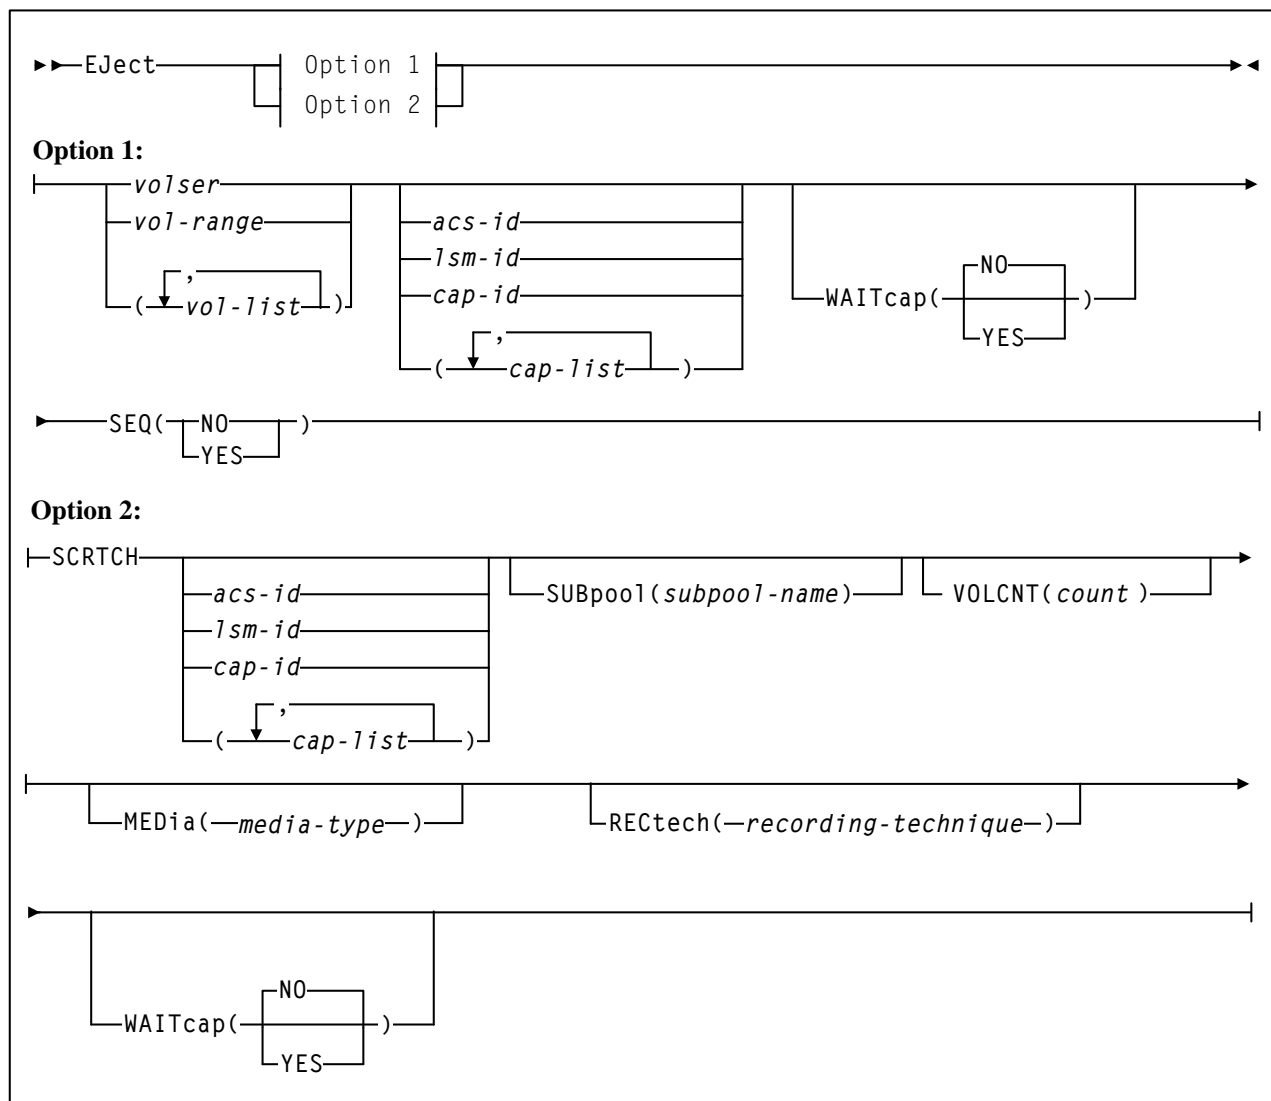 EJect Option 1
Option 2
Option 1:
volser
vol-range
,
( vol-list )
acs-id
lsm-id
cap-id
,
( cap-list )
NO
WAITcap( )
YES
SEQ( NO )
YES
Option 2:
SCRTCH
acs-id
lsm-id
cap-id
,
( cap-list )
SUBpool(subpool-name)
VOLCNT(count )
MEDia( media-type )
RECtech( recording-technique )
NO
WAITcap( )
YES